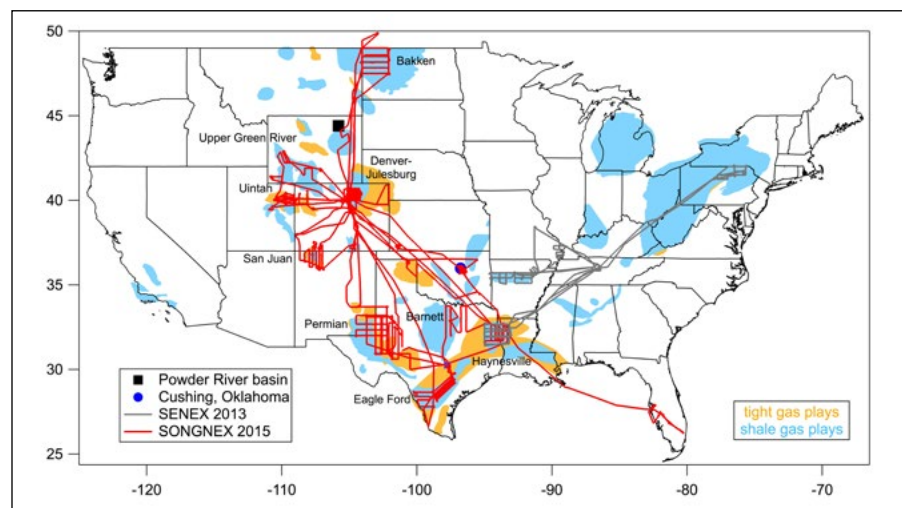 50
45
40
35
30
25
-120
-110
-100
-90
-80
-70
Bakken
Upper Green River
Denver-
Julesburg
Uintah
San Juan
Permian
Barnett
Haynesville
Eagle Ford
Powder River basin
Cushing, Oklahoma
SENEX 2013
SONGNEX 2015
tight gas plays
shale gas plays